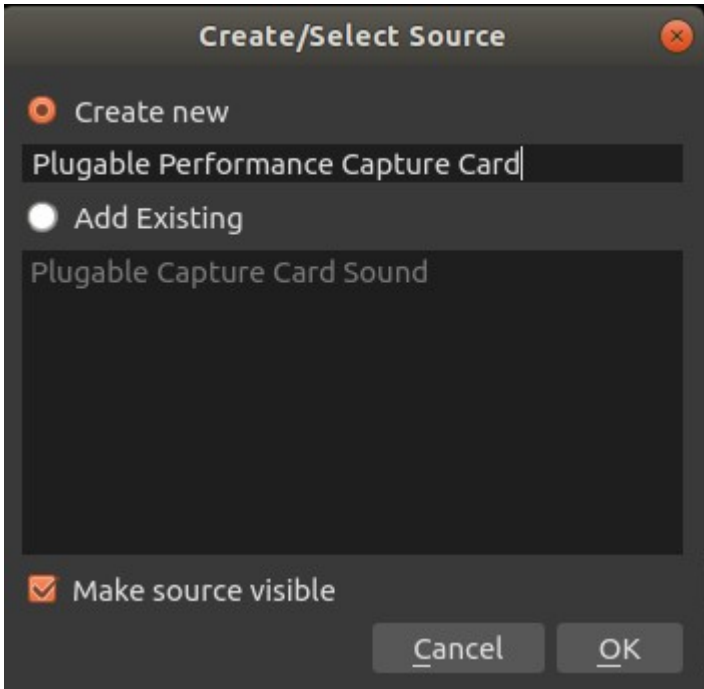 Create/Select Source
Create new
Plugable Performance Capture Card
Add Existing
Plugable Capture Card Sound
Make source visible
Cancel
OK